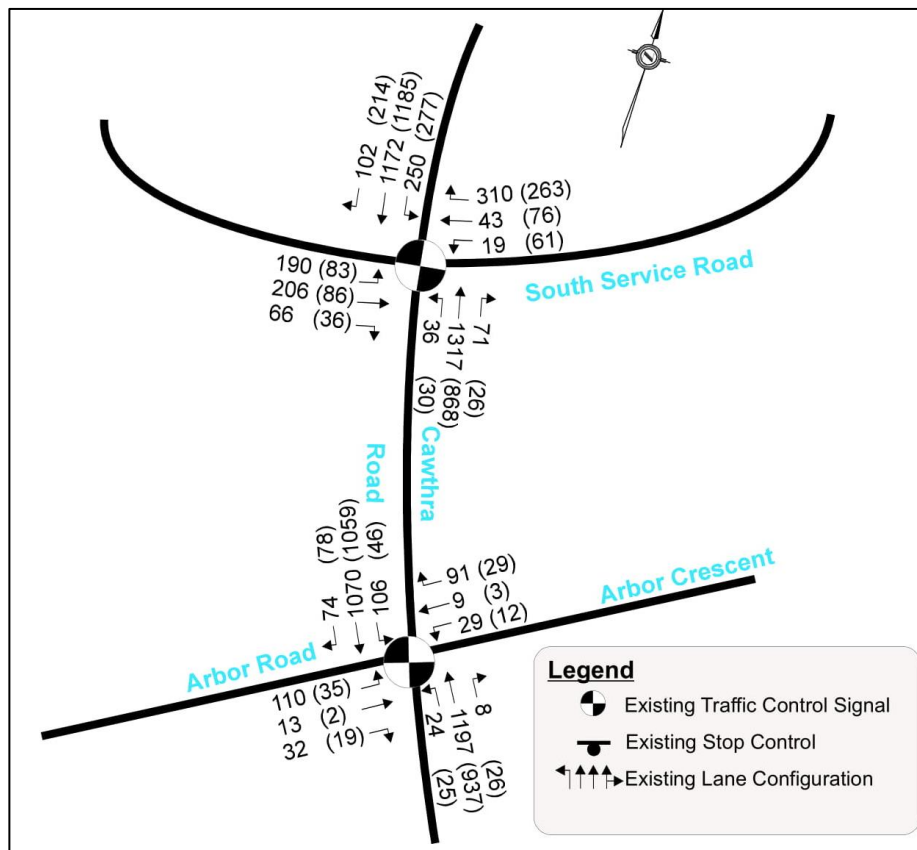 102 (214)
1172 (1185)
250 (277)
310 (263)
43 (76)
19 (61)
South Service Road
190 (83)
206 (86)
66 (36)
36 (30)
1317 (868)
71 (26)
Cawthra
Road
74 (78)
1070 (1059)
106 (46)
91 (29)
9 (3)
29 (12)
Arbor Crescent
Arbor Road
110 (35)
13 (2)
32 (19)
24 (25)
1197 (937)
8 (26)
Legend
Existing Traffic Control Signal
Existing Stop Control
Existing Lane Configuration